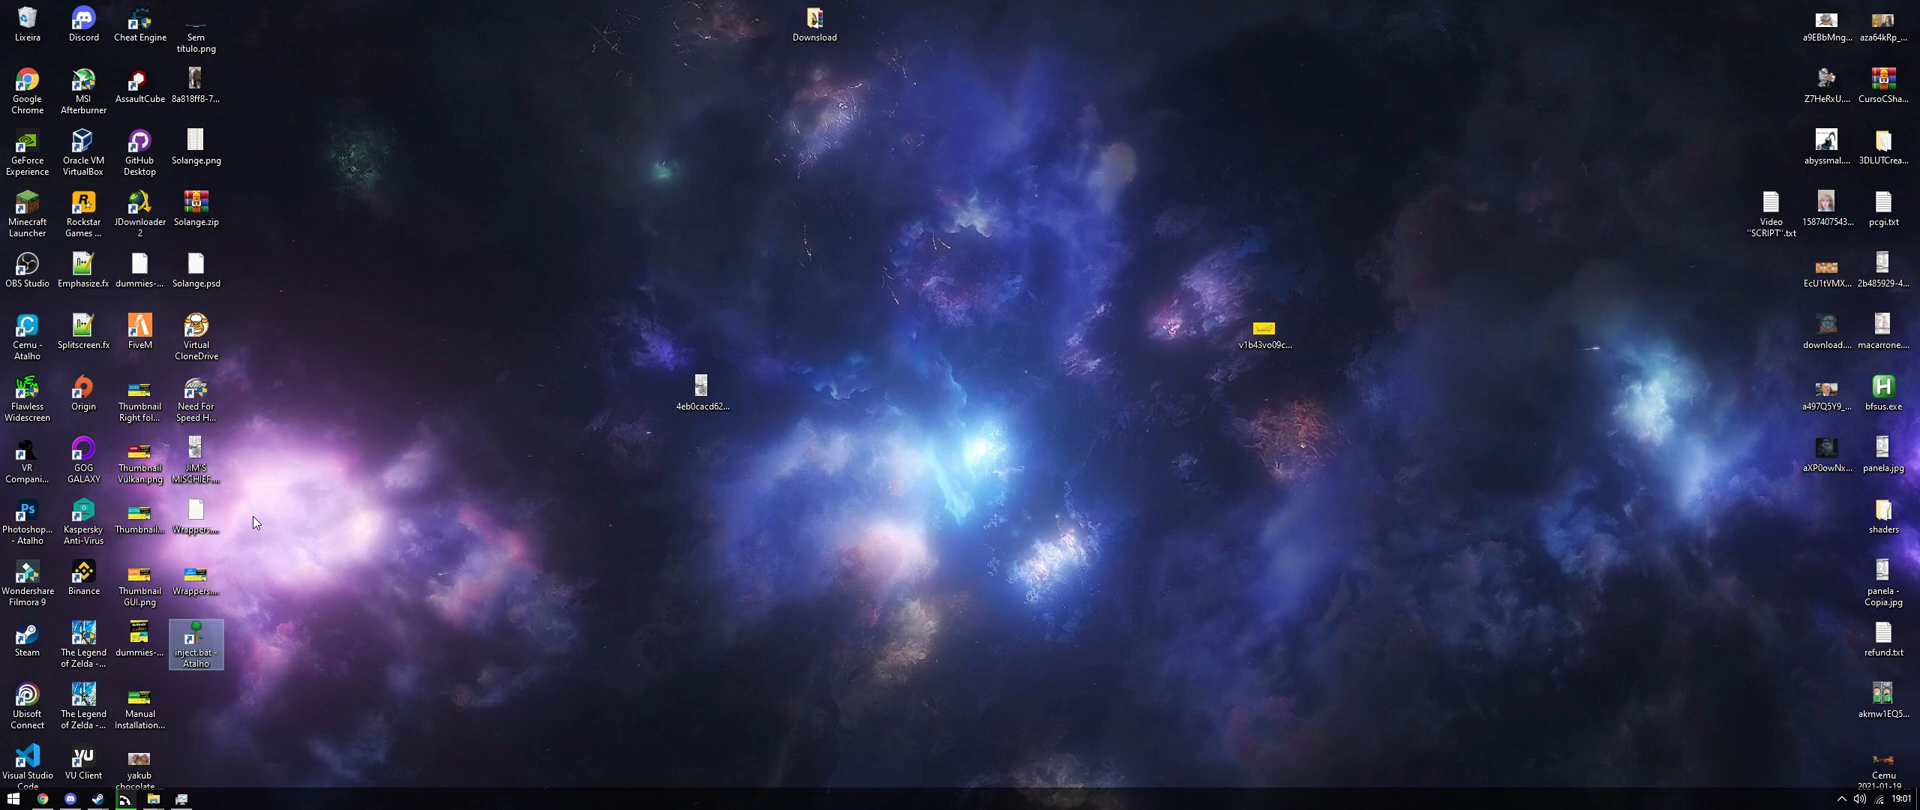 Lixeira
Discord
Cheat Engine
Sem
título.png
Google
Chrome
MSI
Afterburner
AssaultCube
8a818ff8-7...
GeForce
Experience
Oracle VM
VirtualBox
GitHub
Desktop
Solange.png
Minecraft
Launcher
Rockstar
Games ...
JDownloader
2
Solange.zip
OBS Studio
Emphasize.fx
dummies-...
Solange.psd
Cemu -
Atalho
Splitscreen.fx
FiveM
Virtual
CloneDrive
Flawless
Widescreen
Origin
Thumbnail
Right fol...
Need For
Speed H...
VR
Compani...
GOG
GALAXY
Thumbnail
Vulkan.png
JIM'S
MISCHIEF...
Photoshop...
- Atalho
Kaspersky
Anti-Virus
Thumbnail...
Wrappers....
Wondershare
Filmora 9
Binance
Thumbnail
GUI.png
Wrappers....
Steam
The Legend
of Zelda -...
dummies-...
inject.bat -
Atalho
Ubisoft
Connect
The Legend
of Zelda -...
Manual
Installation...
Visual Studio
Code
VU Client
yakub
chocolate....
Download
4eb0cacd62...
v1b43vo09c...
a9EBbMng...
aza64kRp_...
Z7HeRxU....
CursoCSha...
abyssmal....
3DLUTCrea...
Video
"SCRIPT".txt
1587407543...
pcgi.txt
EcU1tVMX...
2b485929-4...
download....
macarrone....
a497Q5Y9_...
bfsus.exe
aXP0owNx...
panela.jpg
shaders
panela -
Copia.jpg
refund.txt
akmw1EQ5...
Cemu
2021-01-19 ...
19:01